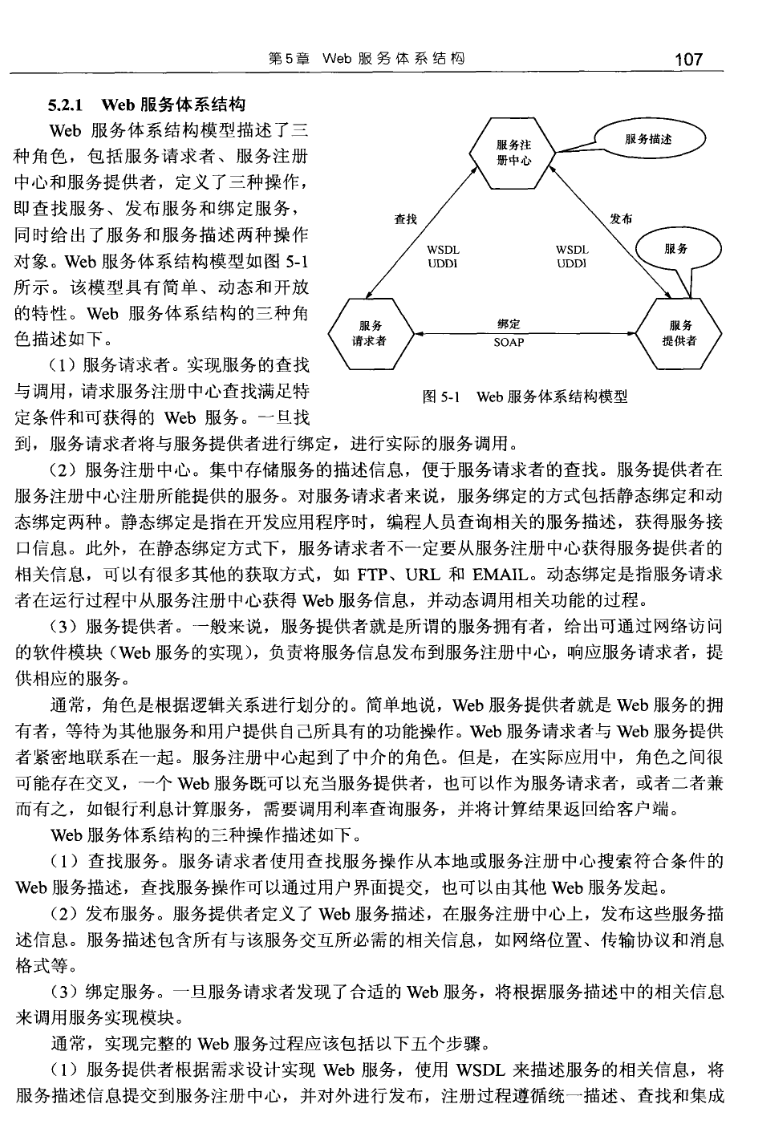 第5章 Web 服务体系结构 107
5.2.1 Web 服务体系结构
Web 服务体系结构模型描述了三
种角色，包括服务请求者、服务注册
中心和服务提供者，定义了三种操作，
即查找服务、发布服务和绑定服务，
同时给出了服务和服务描述两种操作
对象。Web 服务体系结构模型如图 5-1
所示。该模型具有简单、动态和开放
的特性。Web 服务体系结构的三种角
色描述如下。
（1）服务请求者。实现服务的查找
与调用，请求服务注册中心查找满足特
定条件和可获得的 Web 服务。一旦找
服务注
册中心
服务描述
查找
发布
WSDL
UDDI
WSDL
UDDI
服务
服务
请求者
绑定
SOAP
服务
提供者
图 5-1 Web 服务体系结构模型
到，服务请求者将与服务提供者进行绑定，进行实际的服务调用。
（2）服务注册中心。集中存储服务的描述信息，便于服务请求者的查找。服务提供者在
服务注册中心注册所能提供的服务。对服务请求者来说，服务绑定的方式包括静态绑定和动
态绑定两种。静态绑定是指在开发应用程序时，编程人员查询相关的服务描述，获得服务接
口信息。此外，在静态绑定方式下，服务请求者不一定要从服务注册中心获得服务提供者的
相关信息，可以有很多其他的获取方式，如 FTP、URL 和 EMAIL。动态绑定是指服务请求
者在运行过程中从服务注册中心获得 Web 服务信息，并动态调用相关功能的过程。
（3）服务提供者。一般来说，服务提供者就是所谓的服务拥有者，给出可通过网络访问
的软件模块（Web 服务的实现），负责将服务信息发布到服务注册中心，响应服务请求者，提
供相应的服务。
通常，角色是根据逻辑关系进行划分的。简单地说，Web 服务提供者就是 Web 服务的拥
有者，等待为其他服务和用户提供自己所具有的功能操作。Web 服务请求者与 Web 服务提供
者紧密地联系在一起。服务注册中心起到了中介的角色。但是，在实际应用中，角色之间很
可能存在交叉，一个 Web 服务既可以充当服务提供者，也可以作为服务请求者，或者二者兼
而有之，如银行利息计算服务，需要调用利率查询服务，并将计算结果返回给客户端。
Web 服务体系结构的三种操作描述如下。
（1）查找服务。服务请求者使用查找服务操作从本地或服务注册中心搜索符合条件的
Web 服务描述，查找服务操作可以通过用户界面提交，也可以由其他 Web 服务发起。
（2）发布服务。服务提供者定义了 Web 服务描述，在服务注册中心上，发布这些服务描
述信息。服务描述包含所有与该服务交互所必需的相关信息，如网络位置、传输协议和消息
格式等。
（3）绑定服务。一旦服务请求者发现了合适的 Web 服务，将根据服务描述中的相关信息
来调用服务实现模块。
通常，实现完整的 Web 服务过程应该包括以下五个步骤。
（1）服务提供者根据需求设计实现 Web 服务，使用 WSDL 来描述服务的相关信息，将
服务描述信息提交到服务注册中心，并对外进行发布，注册过程遵循统一描述、查找和集成